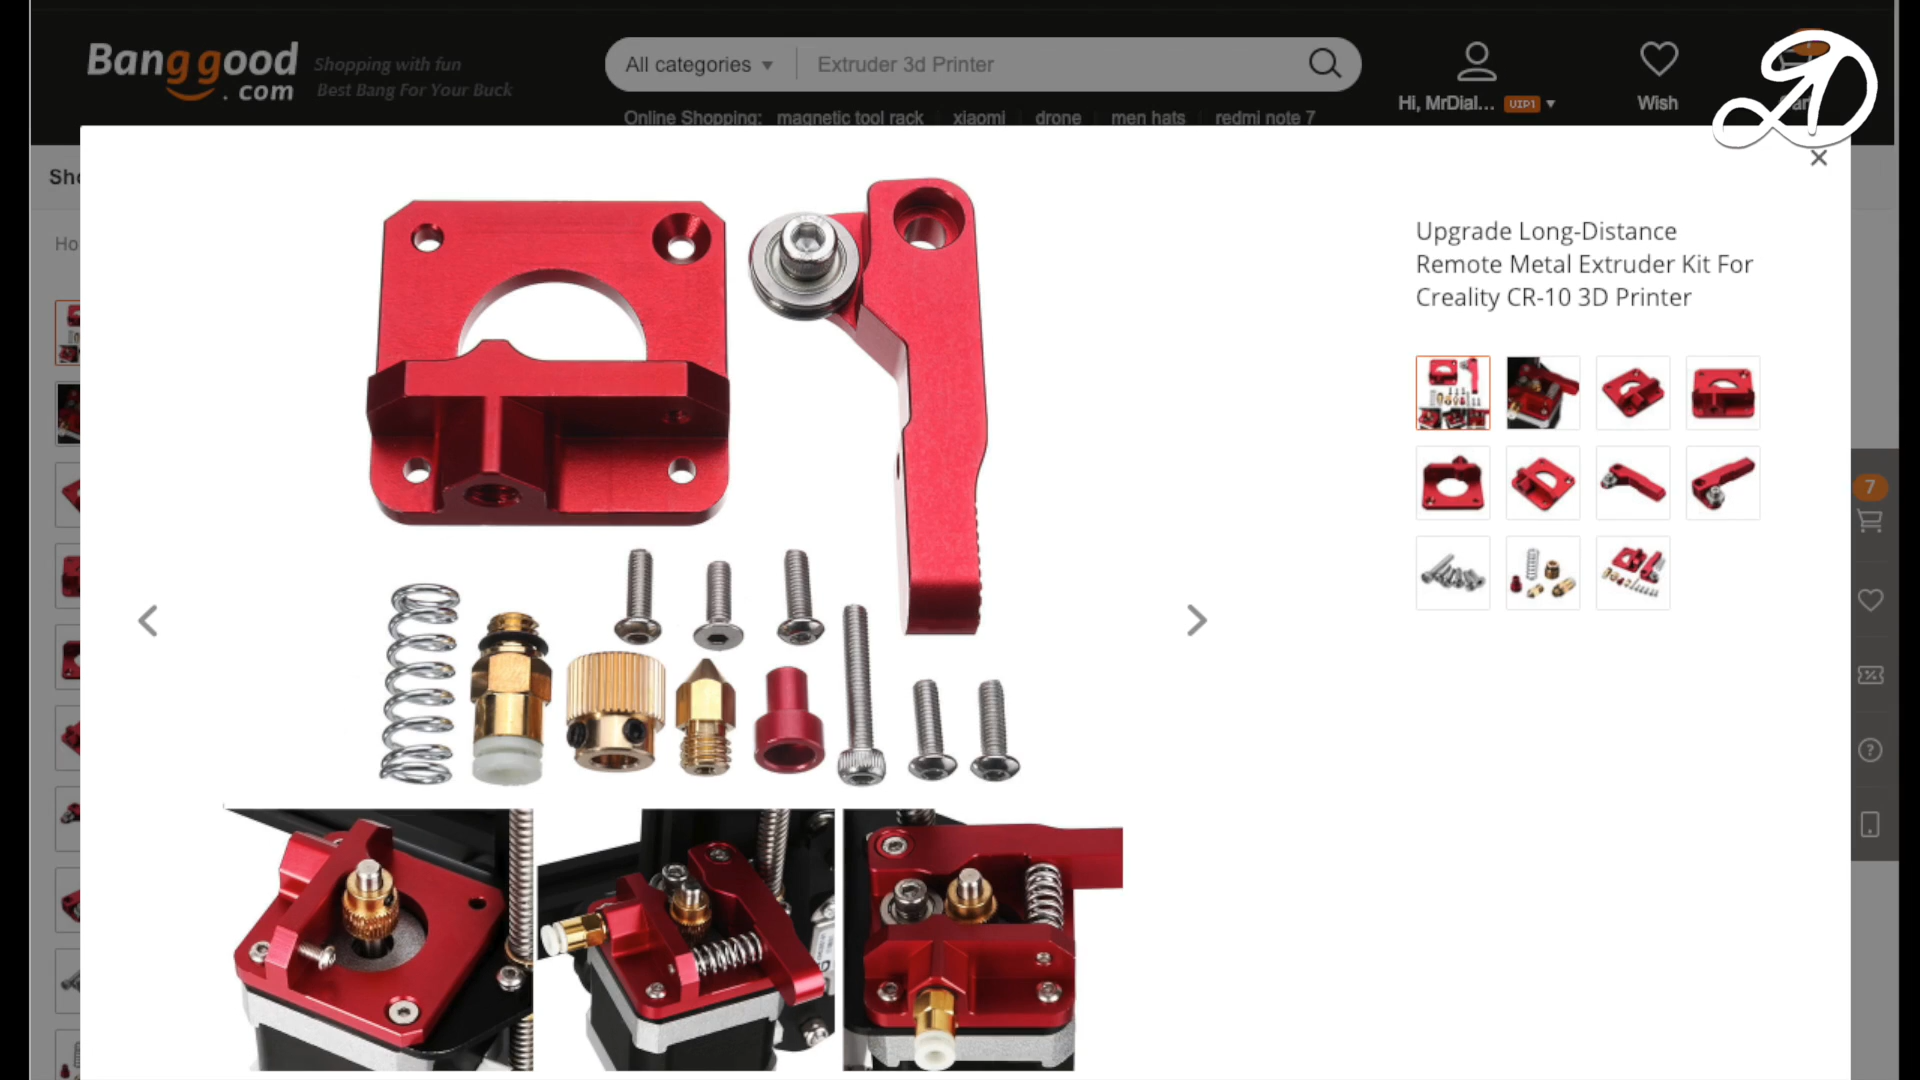 Banggood
.com
Shopping with fun
Best Bang For Your Buck
All categories
Extruder 3d Printer
Hi, MrDial... UIP1
Wish
Online Shopping: magnetic tool rack xiaomi drone men hats redmi note 7
Upgrade Long-Distance
Remote Metal Extruder Kit For
Creality CR-10 3D Printer
7